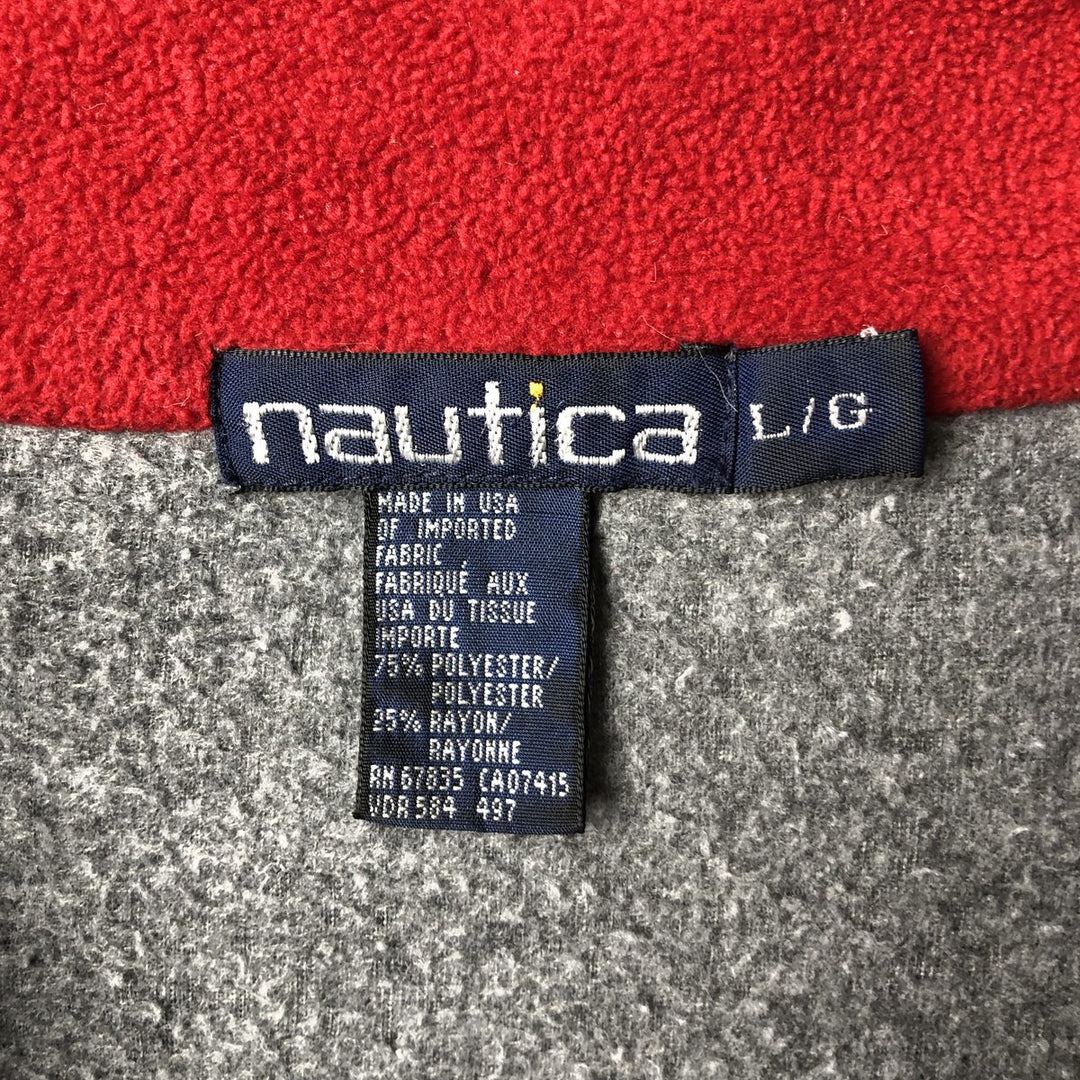 nautica
L/G
MADE IN USA
OF IMPORTED
FABRIC
FABRIQUÉ AUX
USA DU TISSUE
IMPORTE
75% POLYESTER/
POLYESTER
25% RAYON/
RAYONNE
RN 67835 CA07415
VDR 584 497